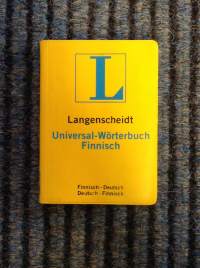 L
Langenscheidt
Universal-Wörterbuch
Finnisch
Finnisch-Deutsch
Deutsch-Finnisch